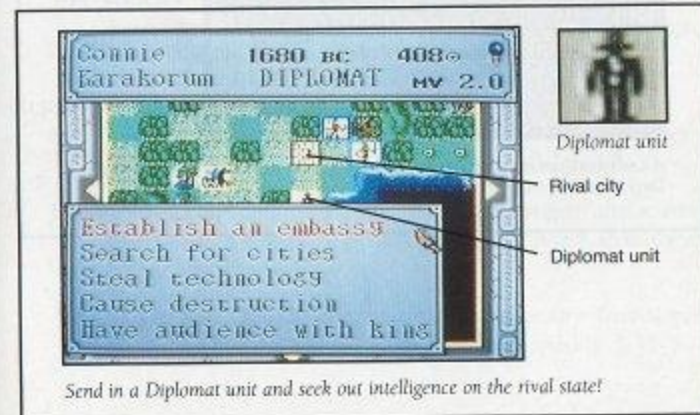 Connie 1680 BC 408
Karakorum DIPLOMAT MV 2.0
Diplomat unit
Rival city
Establish an embassy
Search for cities
Steal technology
Cause destruction
Have audience with king
Diplomat unit
Send in a Diplomat unit and seek out intelligence on the rival state!